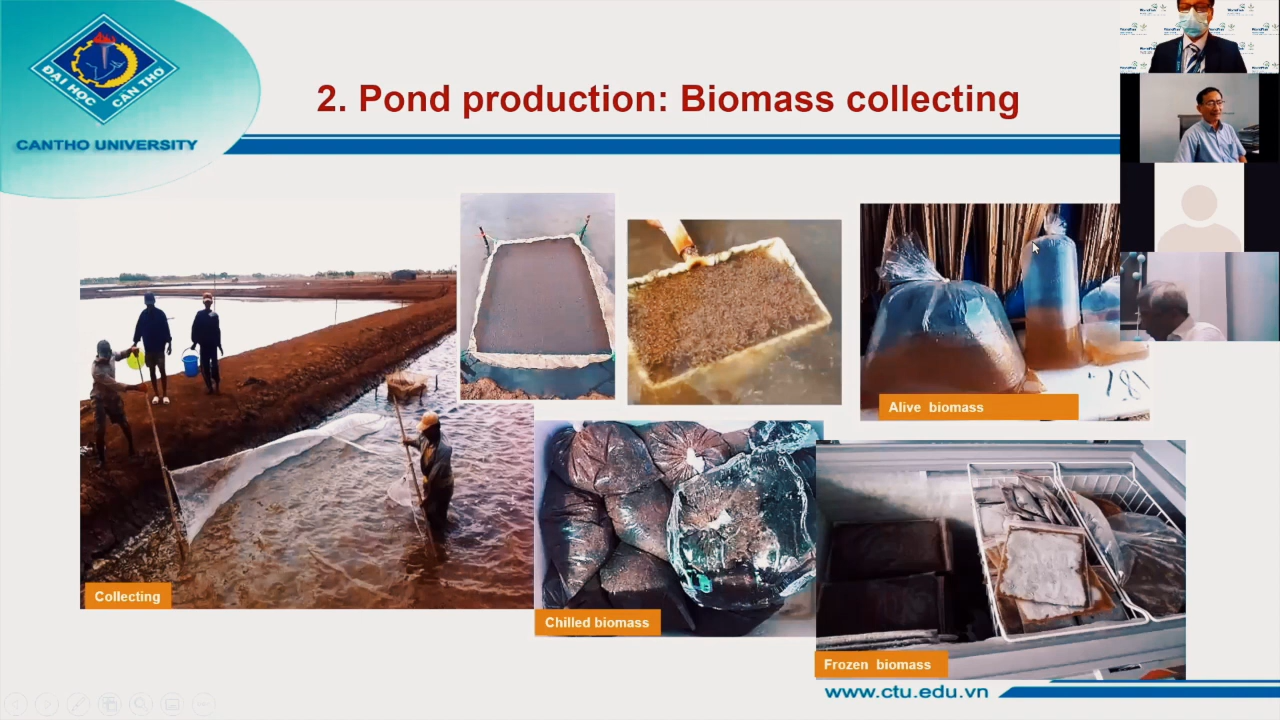 2. Pond production: Biomass collecting
ĐẠI HỌC CẦN THƠ
CANTHO UNIVERSITY
Alive biomass
Collecting
Chilled biomass
Frozen biomass
www.ctu.edu.vn